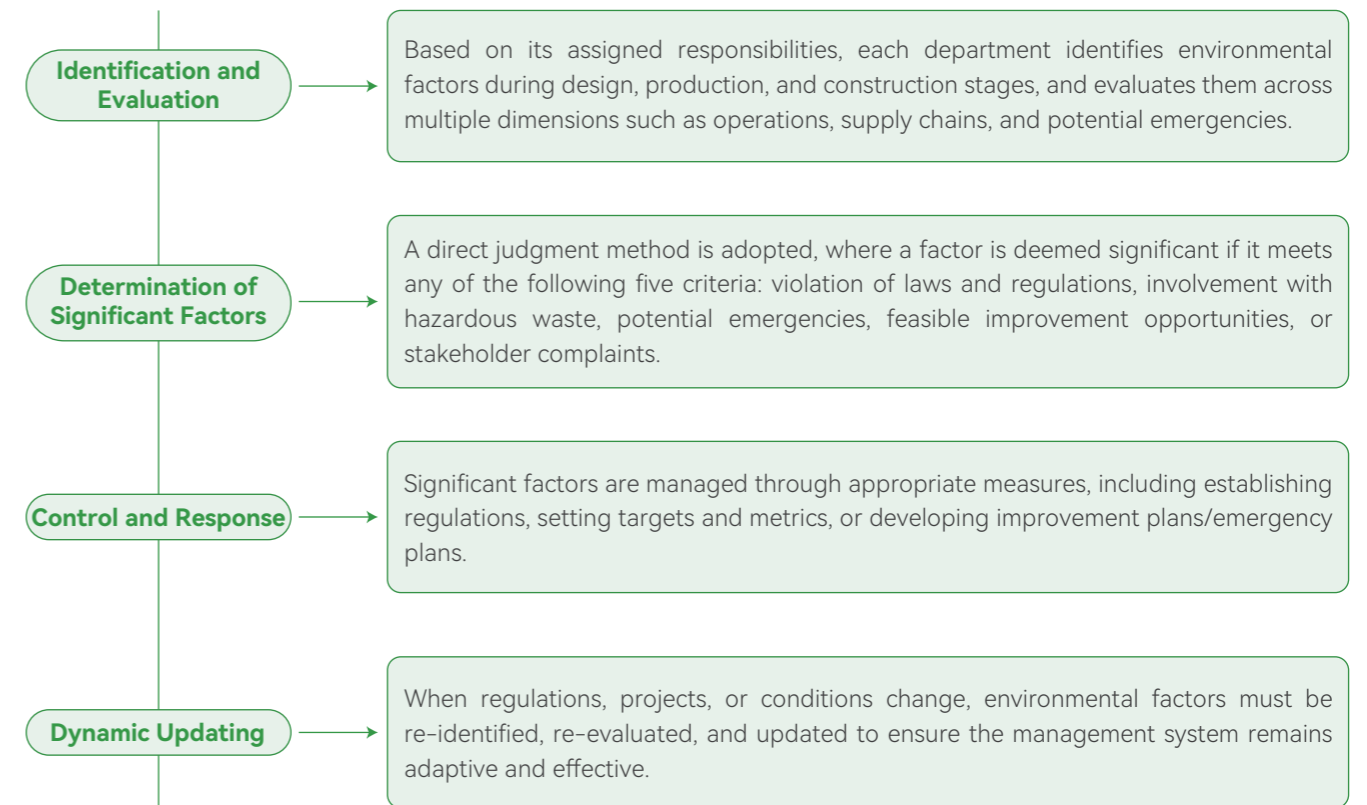 Identification and
Evaluation
Based on its assigned responsibilities, each department identifies environmental
factors during design, production, and construction stages, and evaluates them across
multiple dimensions such as operations, supply chains, and potential emergencies.
Determination of
Significant Factors
A direct judgment method is adopted, where a factor is deemed significant if it meets
any of the following five criteria: violation of laws and regulations, involvement with
hazardous waste, potential emergencies, feasible improvement opportunities, or
stakeholder complaints.
Control and Response
Significant factors are managed through appropriate measures, including establishing
regulations, setting targets and metrics, or developing improvement plans/emergency
plans.
Dynamic Updating
When regulations, projects, or conditions change, environmental factors must be
re-identified, re-evaluated, and updated to ensure the management system remains
adaptive and effective.